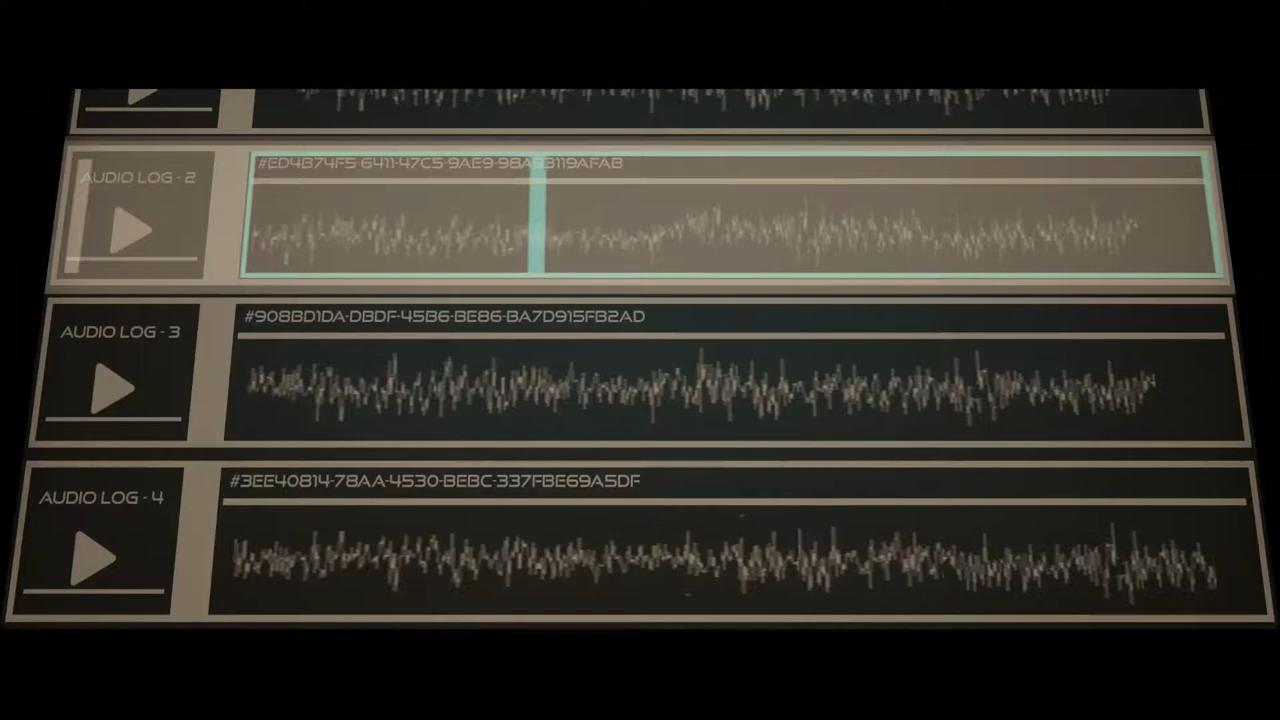 #ED4B74F5-6411-47C5-9AE9-98A93119AFAB
AUDIO LOG - 2
#908BD1DA-DBDF-45B6-BE86-BA7D915FB2AD
AUDIO LOG - 3
#3EE40814-78AA-4530-BEBC-337FBE69A5DF
AUDIO LOG - 4